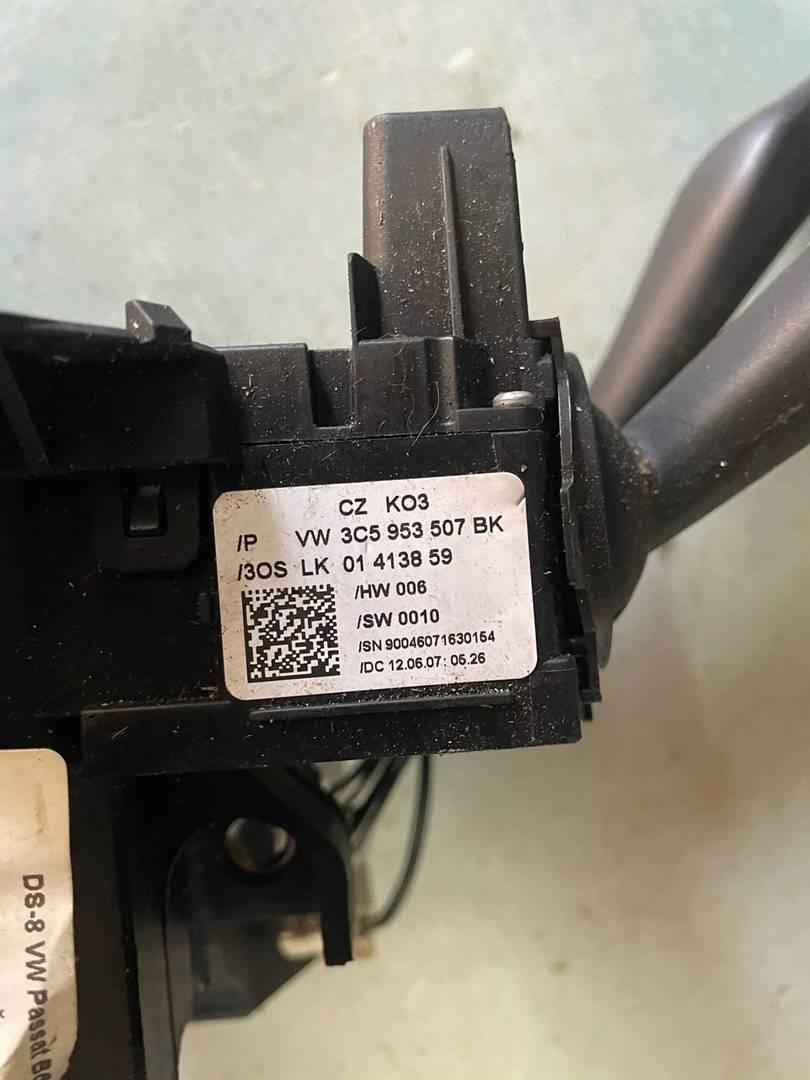 CZ KO3
/P VW 3C5 953 507 BK
/3OS LK 01 4138 59
/HW 006
/SW 0010
/SN 90046071630154
/DC 12.06.07: 05.26
DS-8 VW Passat